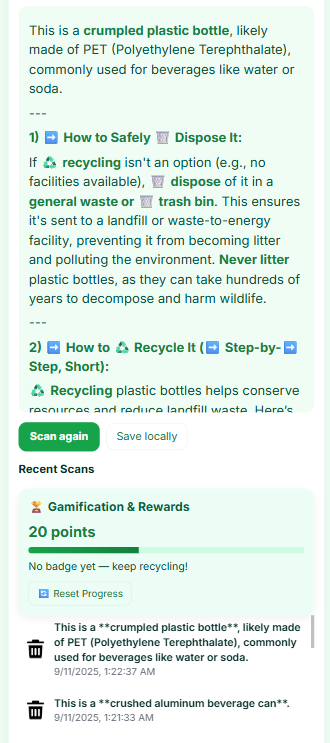 This is a crumpled plastic bottle, likely
made of PET (Polyethylene Terephthalate),
commonly used for beverages like water or
soda.
---
1) ➡️ How to Safely 🗑️ Dispose It:
If ♻️ recycling isn't an option (e.g., no
facilities available), 🗑️ dispose of it in a
general waste or 🗑️ trash bin. This ensures
it's sent to a landfill or waste-to-energy
facility, preventing it from becoming litter
and polluting the environment. Never litter
plastic bottles, as they can take hundreds of
years to decompose and harm wildlife.
---
2) ➡️ How to ♻️ Recycle It (➡️ Step-by-➡️
Step, Short):
♻️ Recycling plastic bottles helps conserve
resources and reduce landfill waste. Here's
Scan again
Save locally
Recent Scans
⏳ Gamification & Rewards
20 points
No badge yet — keep recycling!
🔄 Reset Progress
This is a **crumpled plastic bottle**, likely made
of PET (Polyethylene Terephthalate), commonly
used for beverages like water or soda.
9/11/2025, 1:22:37 AM
This is a **crushed aluminum beverage can**.
9/11/2025, 1:21:33 AM